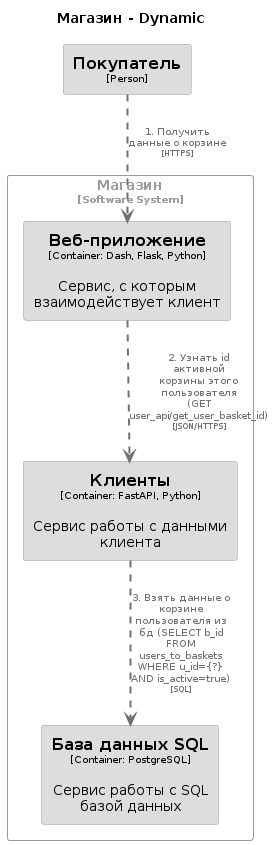 Магазин - Dynamic
Покупатель
[Person]
1. Получить
данные о корзине
[HTTPS]
Магазин
[Software System]
Веб-приложение
[Container: Dash, Flask, Python]
Сервис, с которым
взаимодействует клиент
2. Узнать id
активной
корзины этого
пользователя
(GET
user_api/get_user_basket_id)
[JSON/HTTPS]
Клиенты
[Container: FastAPI, Python]
Сервис работы с данными
клиента
3. Взять данные о
корзине
пользователя из
бд (SELECT b_id
FROM
users_to_baskets
WHERE u_id={?}
AND is_active=true)
[SQL]
База данных SQL
[Container: PostgreSQL]
Сервис работы с SQL
базой данных